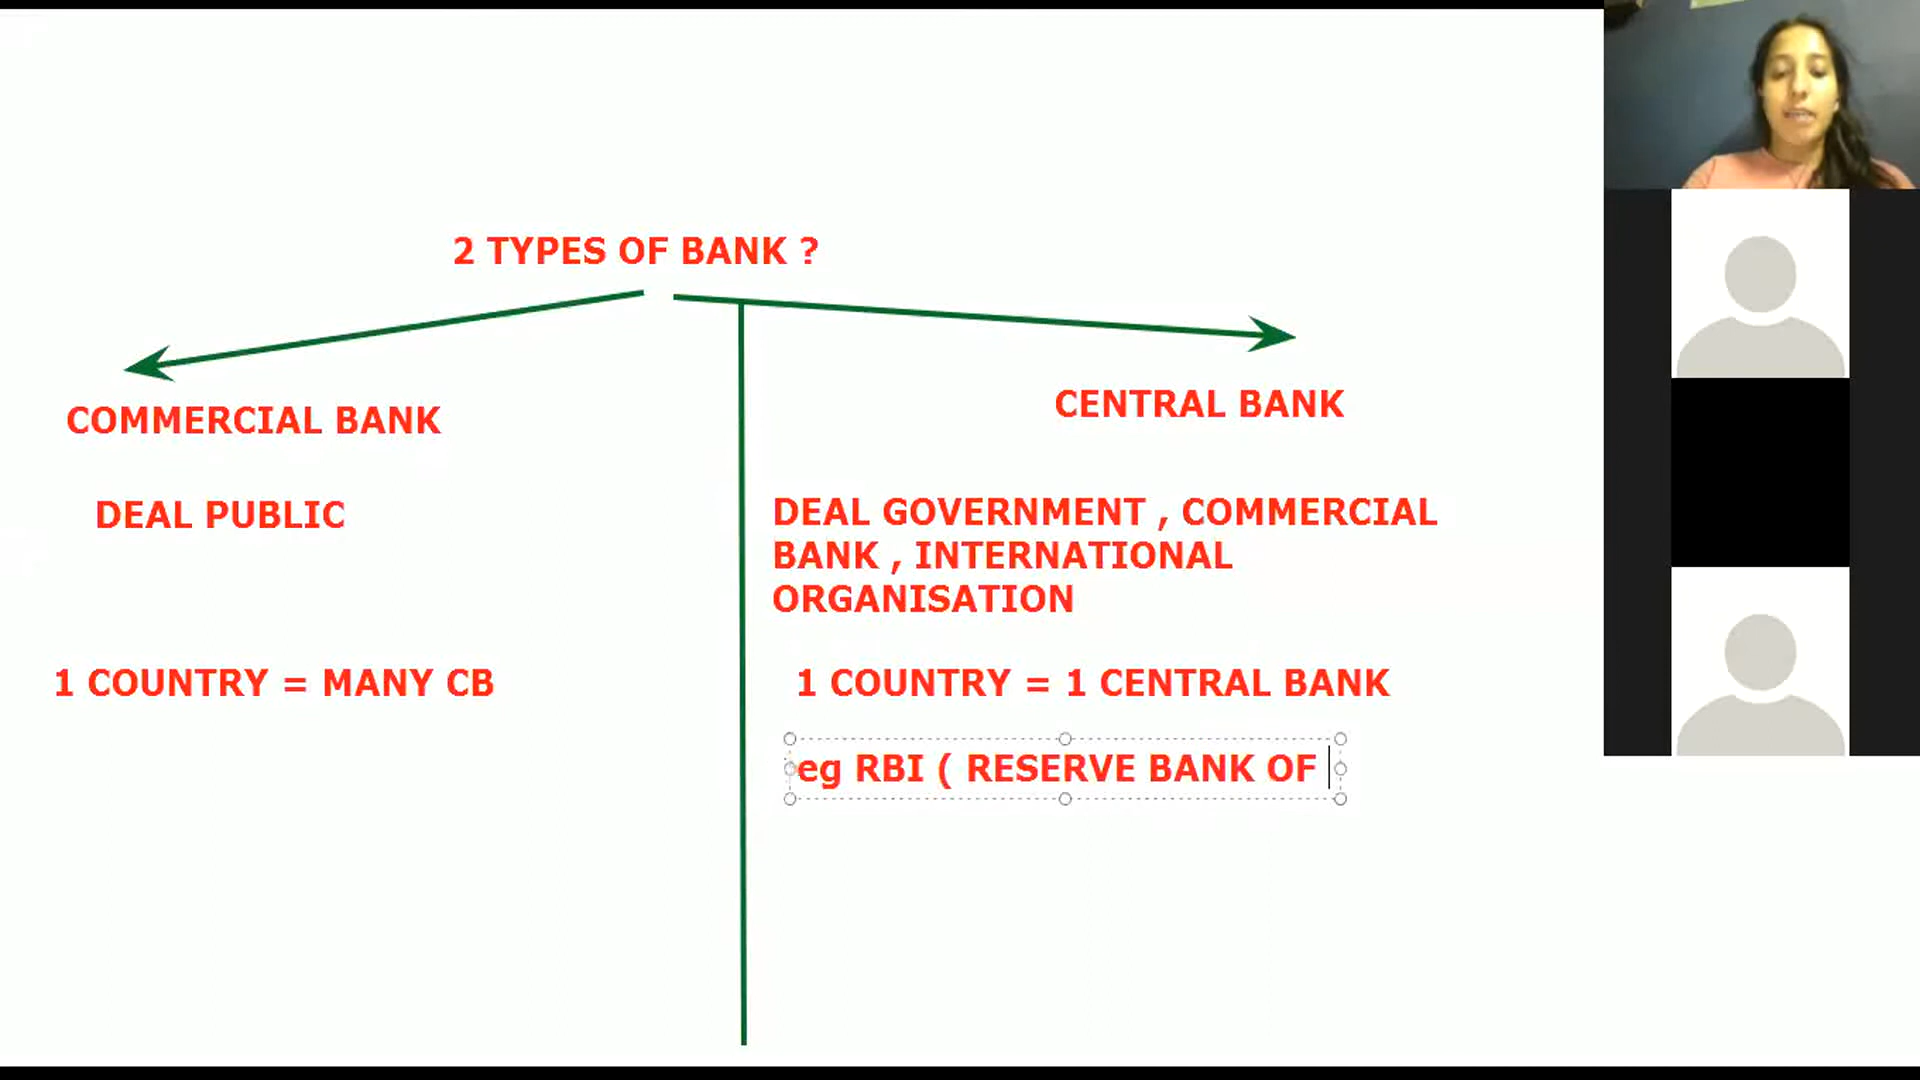 2 TYPES OF BANK ?
COMMERCIAL BANK
DEAL PUBLIC
1 COUNTRY = MANY CB
CENTRAL BANK
DEAL GOVERNMENT , COMMERCIAL
BANK , INTERNATIONAL
ORGANISATION
1 COUNTRY = 1 CENTRAL BANK
eg RBI ( RESERVE BANK OF